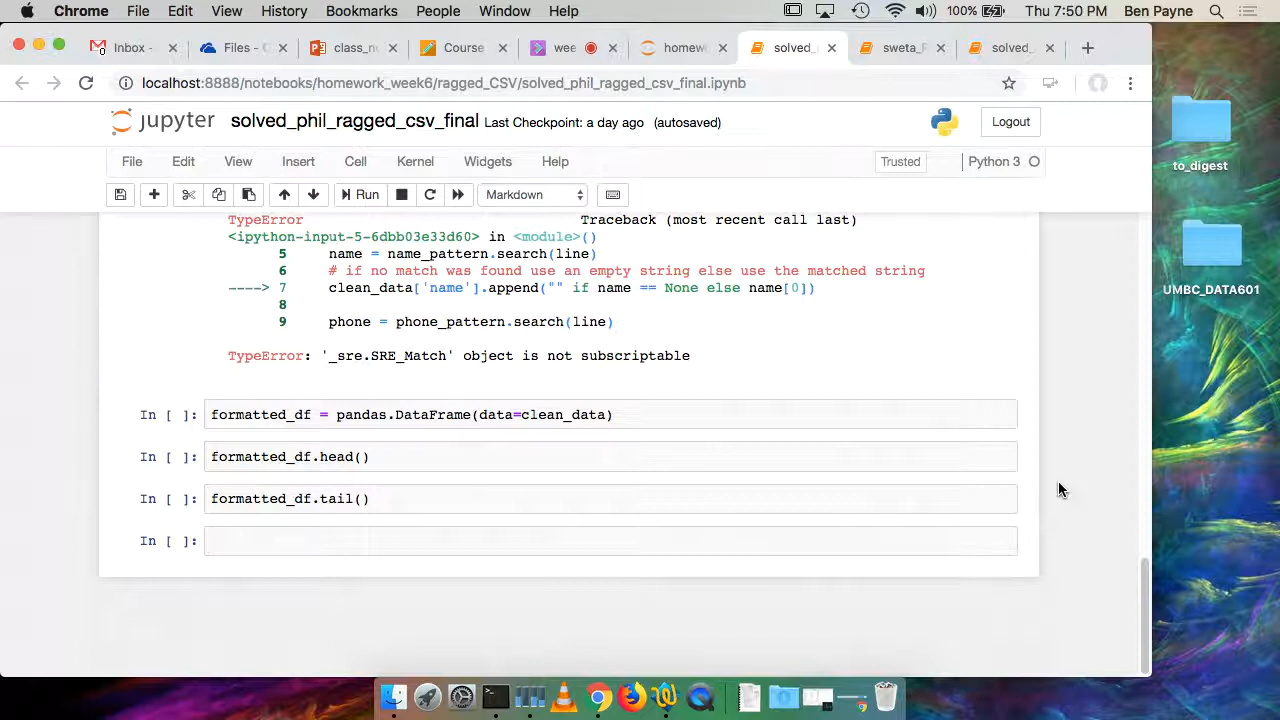 Chrome File Edit View History Bookmarks People Window Help 100% Thu 7:50 PM Ben Payne
Inbox - Files - class_n Course wee homew solved_ sweta_R solved_
localhost:8888/notebooks/homework_week6/ragged_CSV/solved_phil_ragged_csv_final.ipynb
jupyter solved_phil_ragged_csv_final Last Checkpoint: a day ago (autosaved) Logout
File Edit View Insert Cell Kernel Widgets Help Trusted Python 3
Run Markdown
TypeError Traceback (most recent call last)
<ipython-input-5-6dbb03e33d60> in <module>()
5 name = name_pattern.search(line)
6 # if no match was found use an empty string else use the matched string
----> 7 clean_data['name'].append("" if name == None else name[0])
8
9 phone = phone_pattern.search(line)
TypeError: '_sre.SRE_Match' object is not subscriptable
In [ ]: formatted_df = pandas.DataFrame(data=clean_data)
In [ ]: formatted_df.head()
In [ ]: formatted_df.tail()
In [ ]:
to_digest
UMBC_DATA601